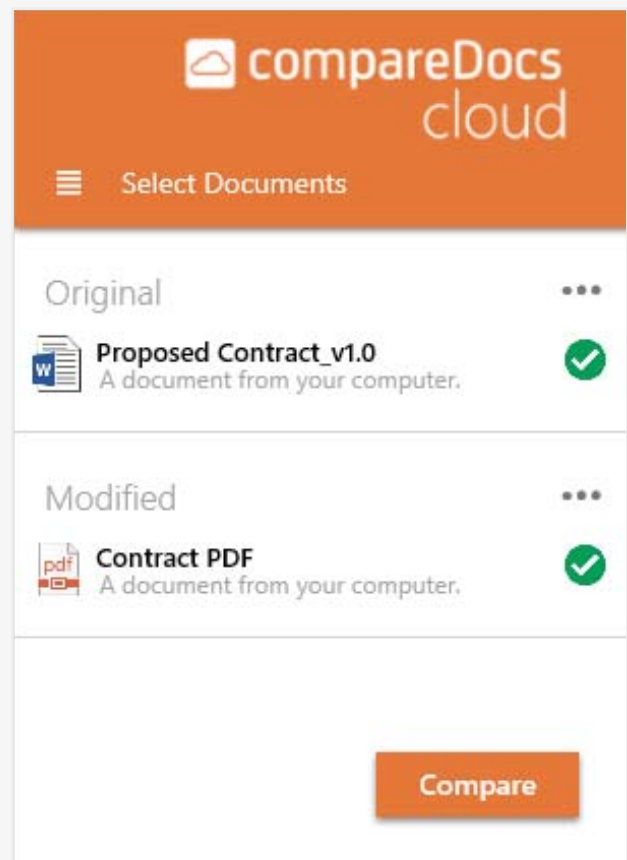 compareDocs
cloud
Select Documents
Original
W
Proposed Contract_v1.0
A document from your computer.
Modified
pdf
Contract PDF
A document from your computer.
Compare